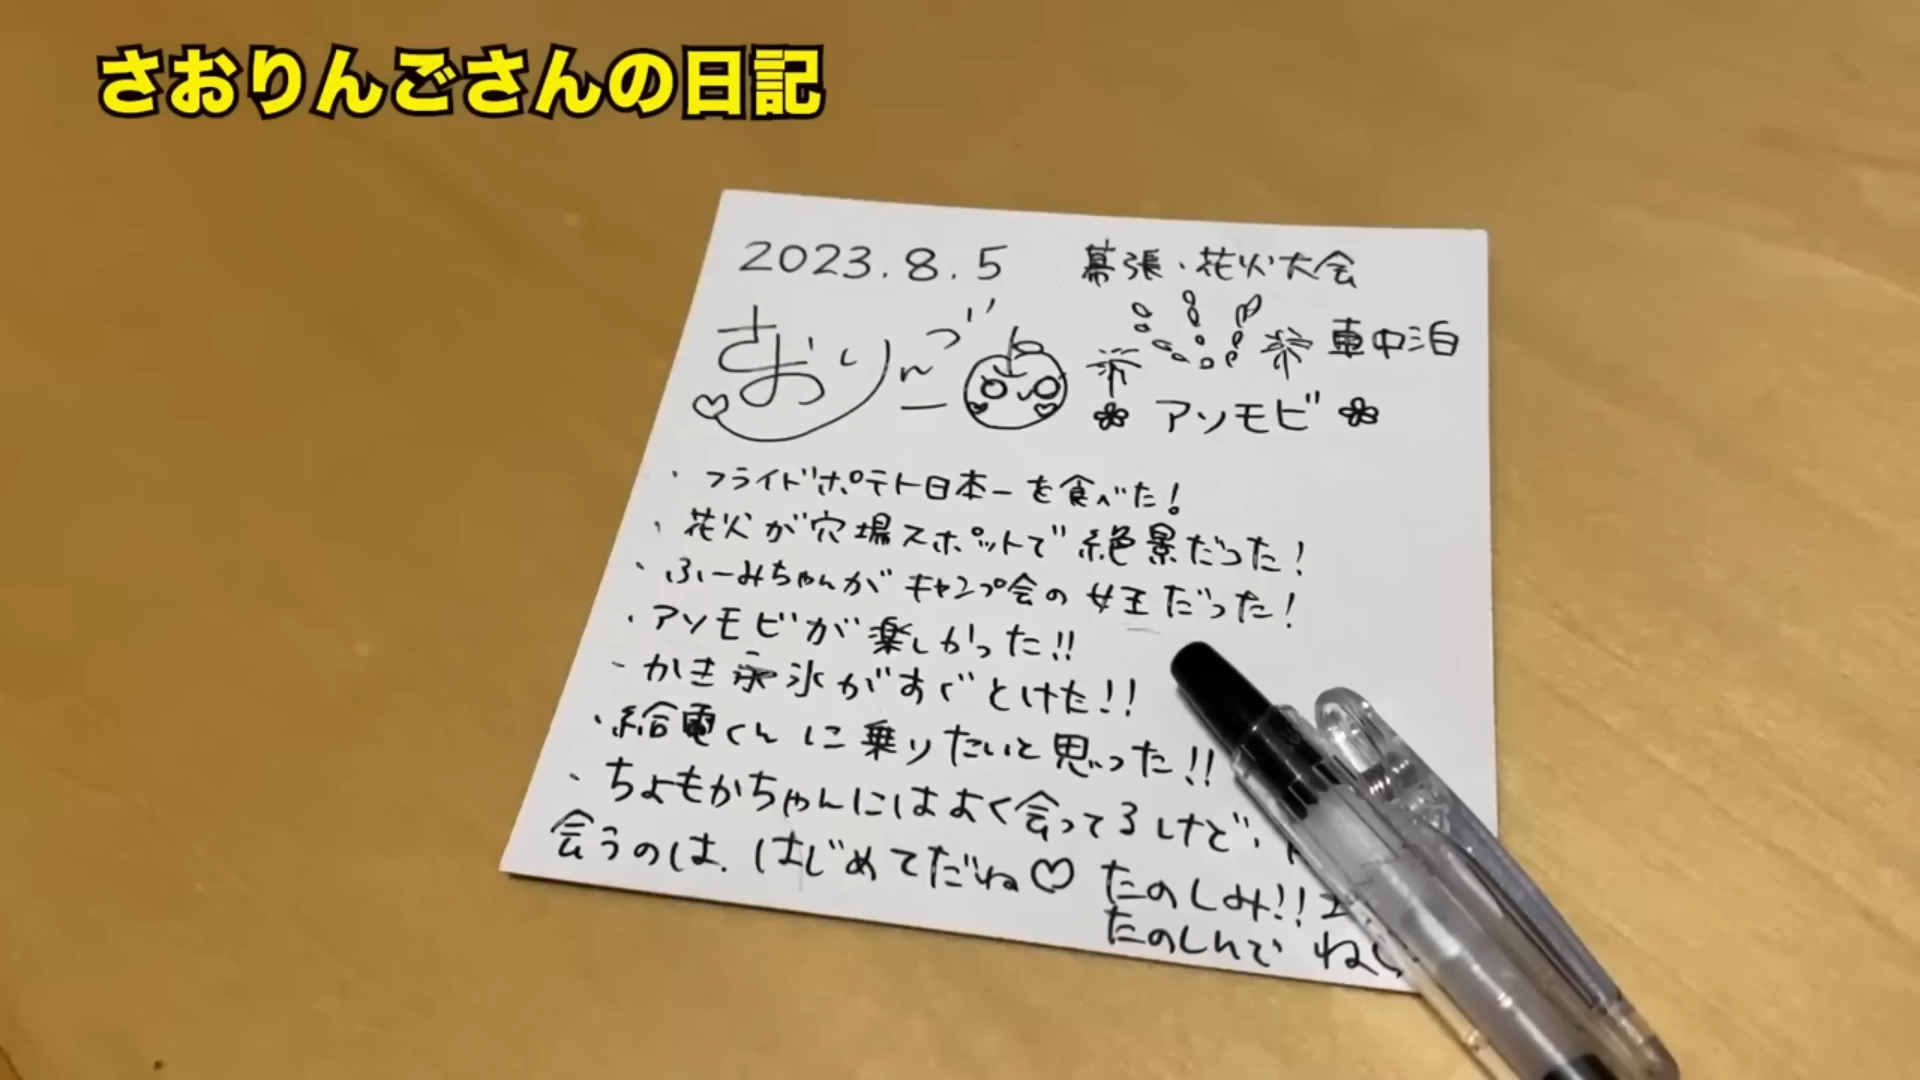 さおりんごさんの日記
2023.8.5 幕張・花火大会
さおりんご 車中泊
アソモビ
・フライドポテト日本一を食べた!
・花火が穴場スポットで絶景だった!
・ふーみちゃんがキャンプ会の女王だった!
・アソモビが楽しかった!!
・かき氷がすぐとけた!!
・給電くんに乗りたいと思った!!
・ちょもかちゃんにはよく会ってるけど、
会うのは、はじめてだね♡ たのしみ!!
たのしんで ね